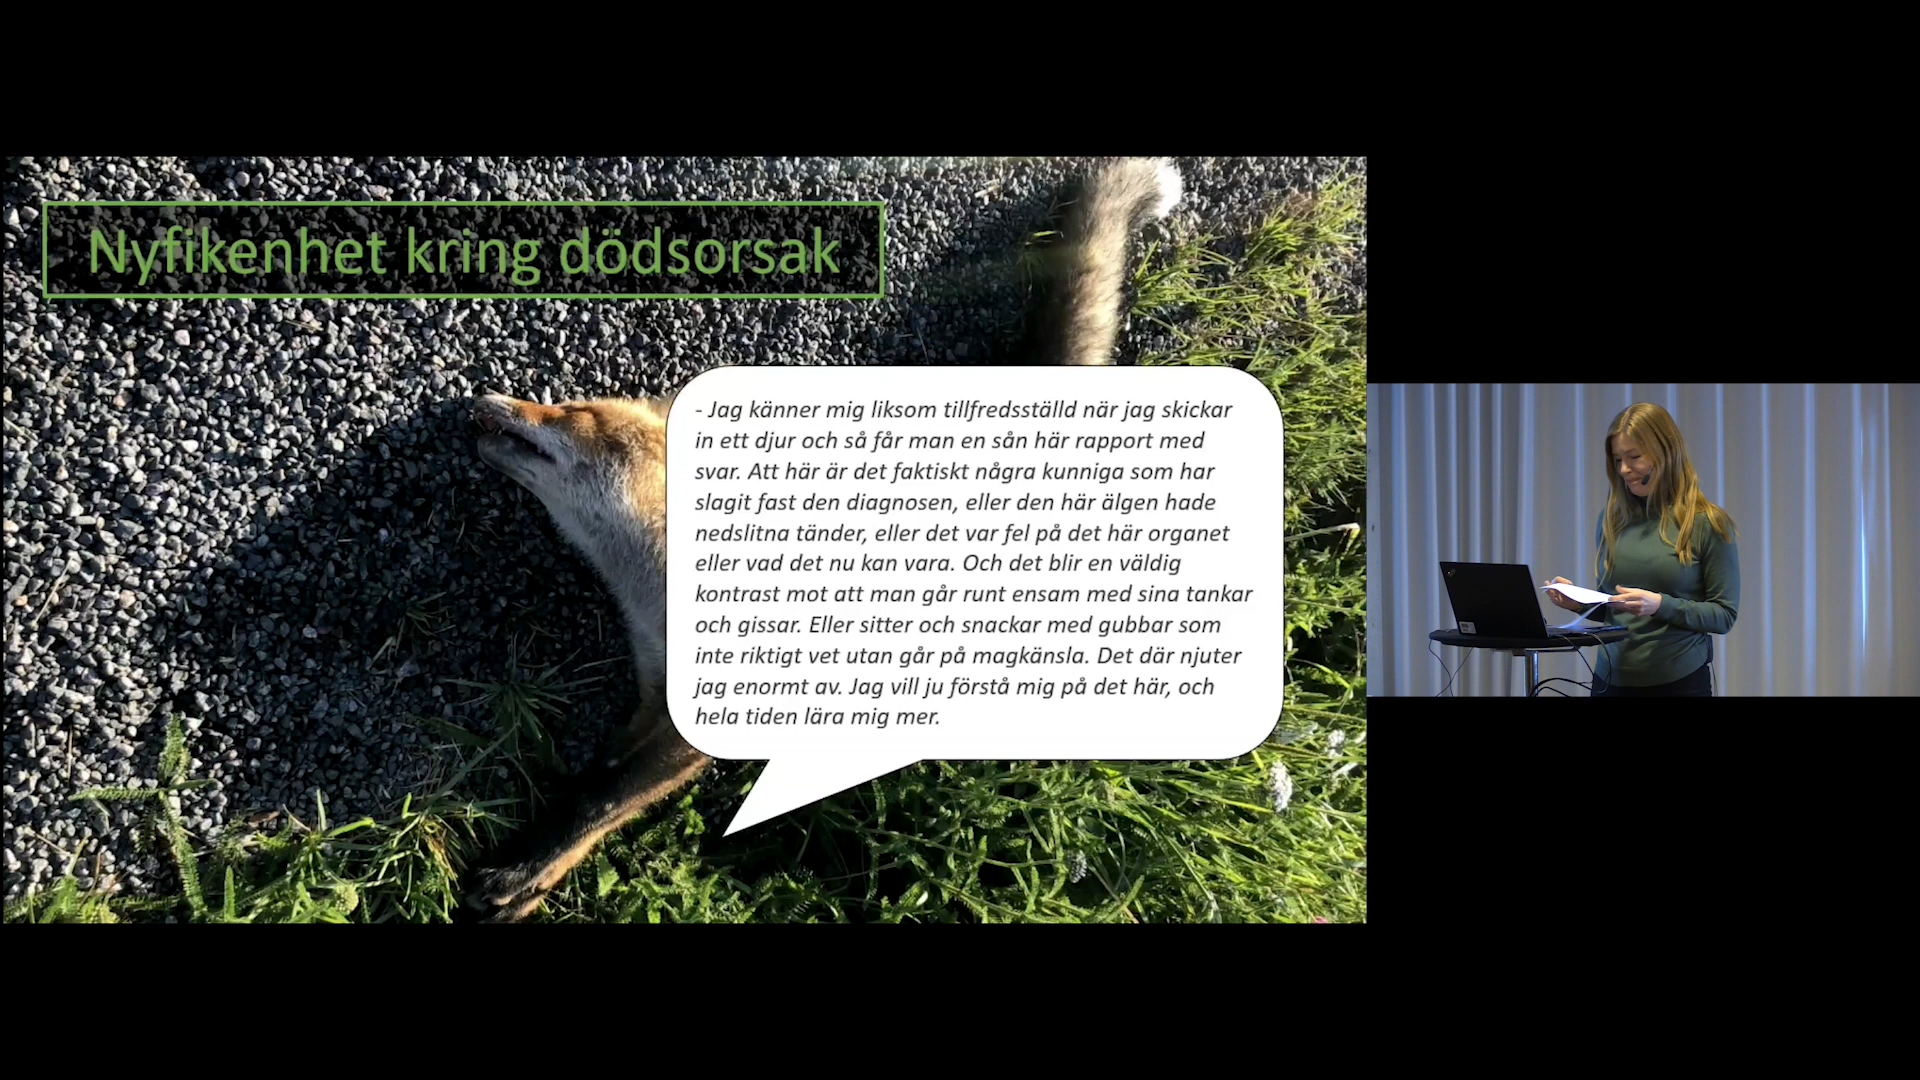 Nyfikenhet kring dödsorsak
- Jag känner mig liksom tillfredsställd när jag skickar
in ett djur och så får man en sån här rapport med
svar. Att här är det faktiskt några kunniga som har
slagit fast den diagnosen, eller den här älgen hade
nedslitna tänder, eller det var fel på det här organet
eller vad det nu kan vara. Och det blir en väldig
kontrast mot att man går runt ensam med sina tankar
och gissar. Eller sitter och snackar med gubbar som
inte riktigt vet utan går på magkänsla. Det där njuter
jag enormt av. Jag vill ju förstå mig på det här, och
hela tiden lära mig mer.